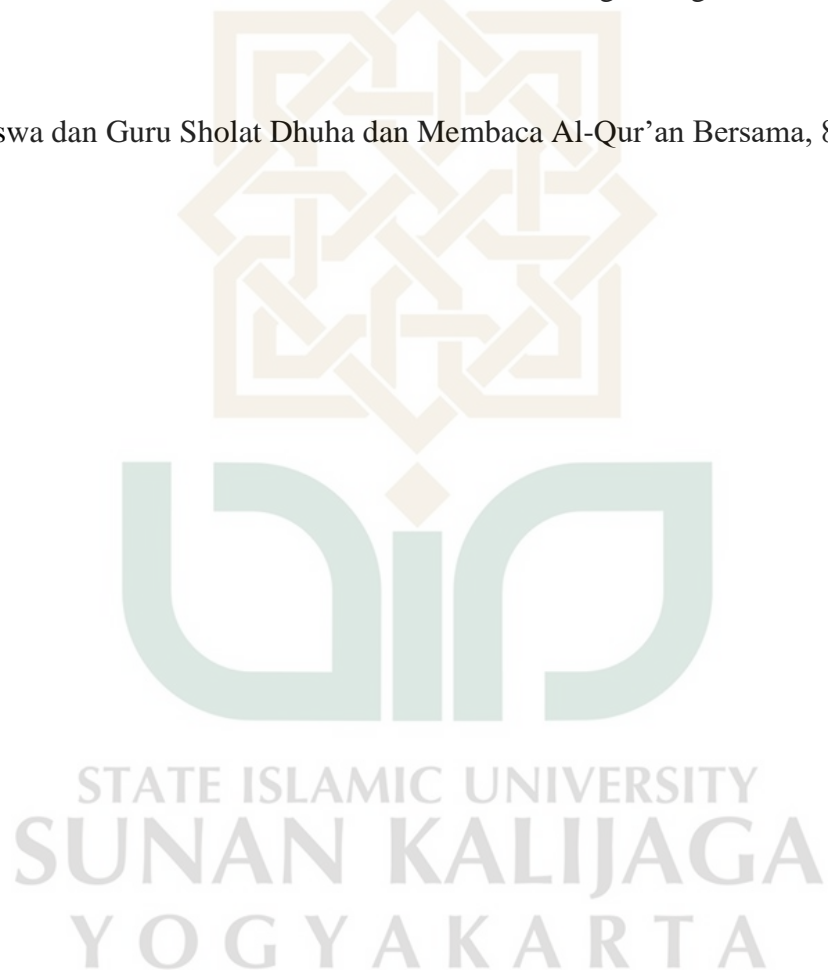 swa dan Guru Sholat Dhuha dan Membaca Al-Qur’an Bersama, 8
STATE ISLAMIC UNIVERSITY
SUNAN KALIJAGA
YOGYAKARTA